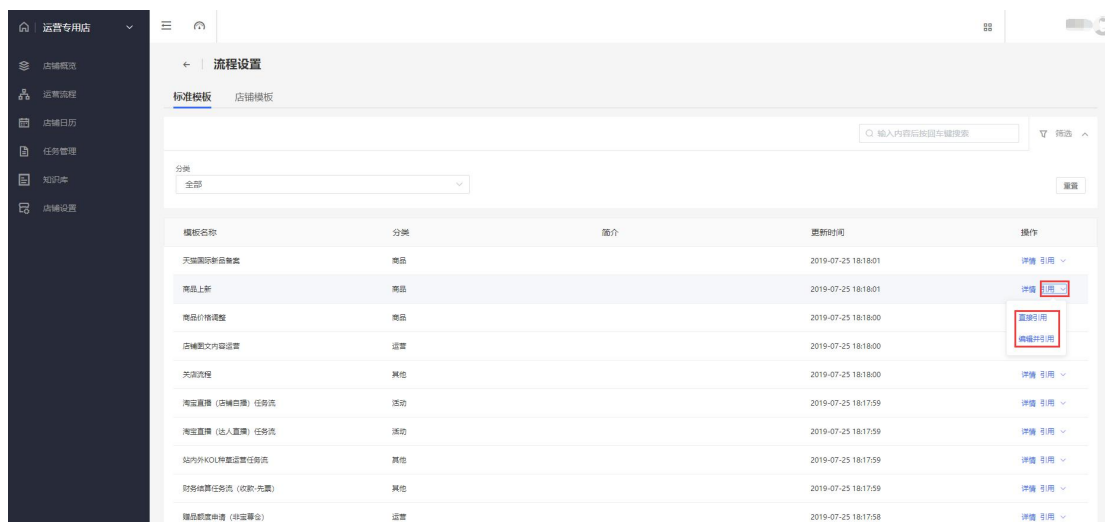 运营专用店
店铺概览
运营流程
店铺日历
任务管理
知识库
店铺设置
流程设置
标准模板 店铺模板
输入内容后按回车键搜索 筛选
分类
全部 重置
模板名称 分类 简介 更新时间 操作
天猫国际新品备案 商品 2019-07-25 18:18:01 详情 引用
商品上新 商品 2019-07-25 18:18:01 详情 引用
商品价格调整 商品 2019-07-25 18:18:00 直接引用
店铺图文内容运营 运营 2019-07-25 18:18:00 编辑并引用
关店流程 其他 2019-07-25 18:18:00 详情 引用
淘宝直播（店铺自播）任务流 活动 2019-07-25 18:17:59 详情 引用
淘宝直播（达人直播）任务流 活动 2019-07-25 18:17:59 详情 引用
站内外KOL种草运营任务流 其他 2019-07-25 18:17:59 详情 引用
财务结算任务流（收款-先票） 其他 2019-07-25 18:17:59 详情 引用
赠品额度申请（非宝尊仓） 运营 2019-07-25 18:17:58 详情 引用